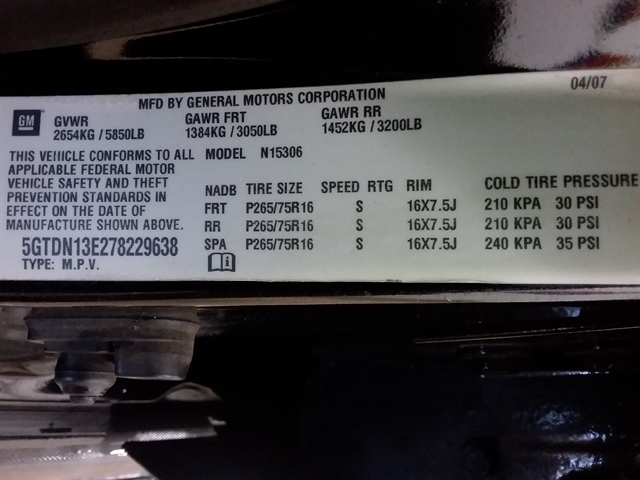 MFD BY GENERAL MOTORS CORPORATION 04/07
GM GVWR GAWR FRT GAWR RR
2654KG / 5850LB 1384KG / 3050LB 1452KG / 3200LB
THIS VEHICLE CONFORMS TO ALL MODEL N15306
APPLICABLE FEDERAL MOTOR
VEHICLE SAFETY AND THEFT
PREVENTION STANDARDS IN
EFFECT ON THE DATE OF
MANUFACTURE SHOWN ABOVE.
5GTDN13E278229638
TYPE: M.P.V.
NADB TIRE SIZE SPEED RTG RIM COLD TIRE PRESSURE
FRT P265/75R16 S 16X7.5J 210 KPA 30 PSI
RR P265/75R16 S 16X7.5J 210 KPA 30 PSI
SPA P265/75R16 S 16X7.5J 240 KPA 35 PSI